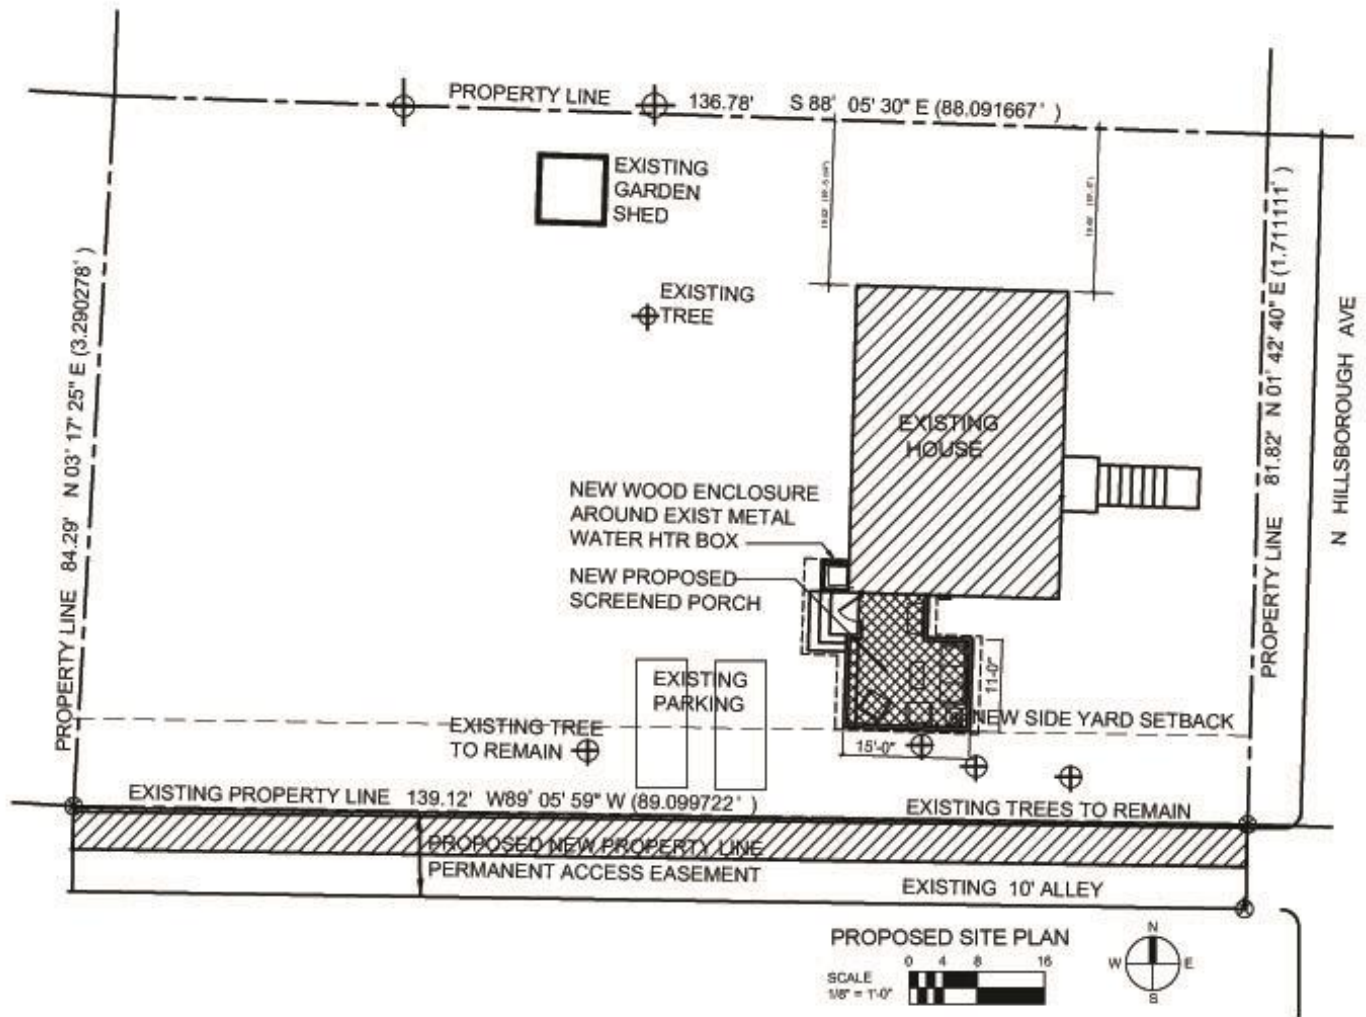 PROPERTY LINE 136.78' S 88° 05' 30" E (88.091667' )
EXISTING
GARDEN
SHED
EXISTING
TREE
PROPERTY LINE 84.29' N 03° 17' 25" E (3.290278' )
EXISTING
HOUSE
PROPERTY LINE 81.82' N 01° 42' 40" E (1.711111' )
N HILLSBOROUGH AVE
NEW WOOD ENCLOSURE
AROUND EXIST METAL
WATER HTR BOX
NEW PROPOSED
SCREENED PORCH
11'-0"
EXISTING
PARKING
NEW SIDE YARD SETBACK
EXISTING TREE
TO REMAIN
15'-0"
EXISTING PROPERTY LINE 139.12' W89° 05' 59" W (89.099722' )
EXISTING TREES TO REMAIN
PROPOSED NEW PROPERTY LINE
PERMANENT ACCESS EASEMENT
EXISTING 10' ALLEY
PROPOSED SITE PLAN
0 4 8 16
SCALE
1/8" = 1'-0"
N
W E
S